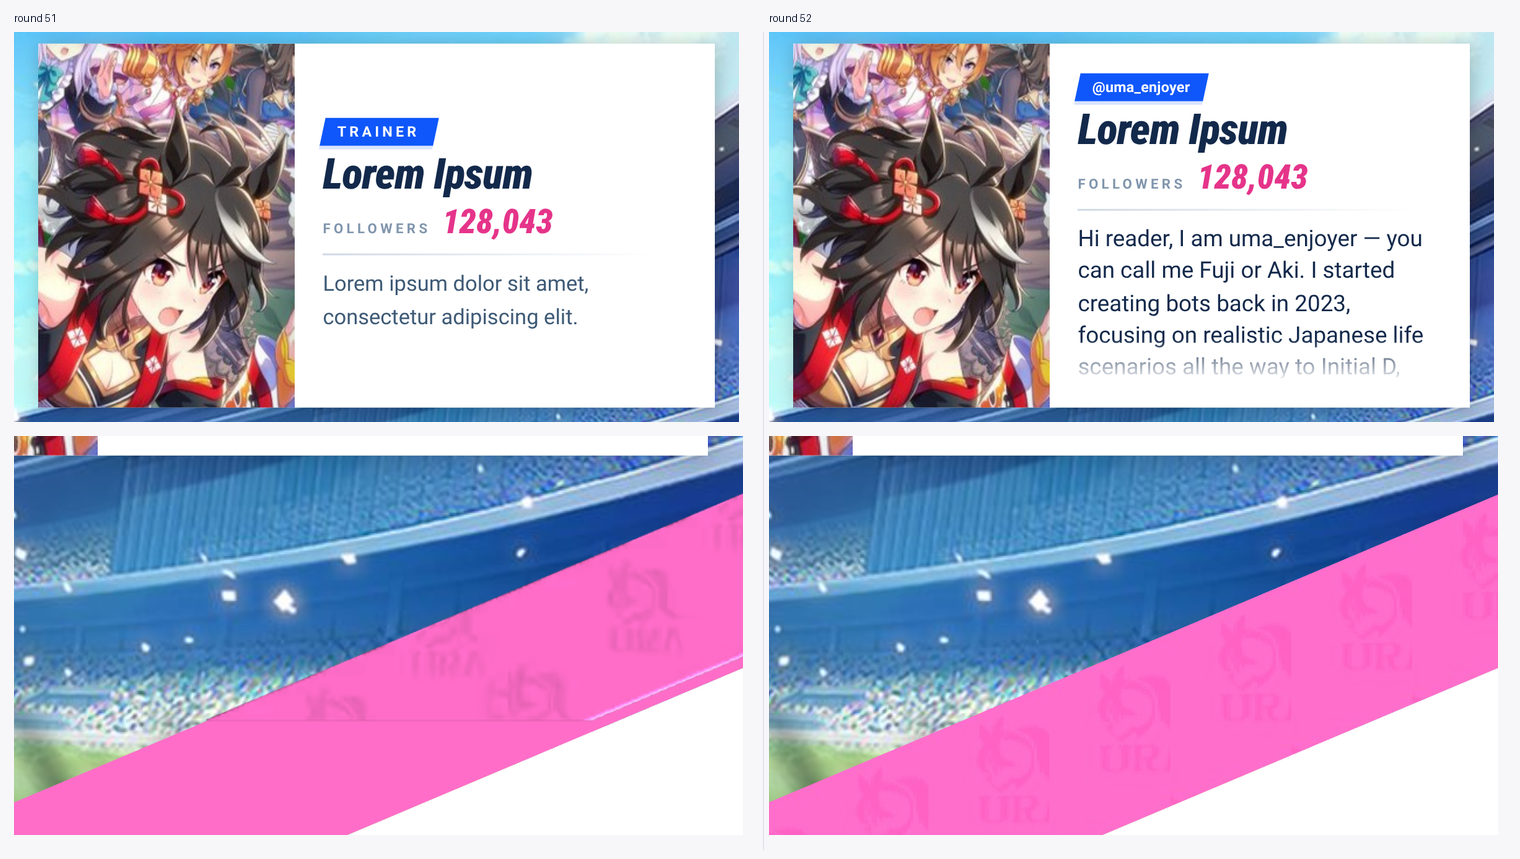 round 51
TRAINER
Lorem Ipsum
FOLLOWERS 128,043
Lorem ipsum dolor sit amet,
consectetur adipiscing elit.
URA
URA
round 52
@uma_enjoyer
Lorem Ipsum
FOLLOWERS 128,043
Hi reader, I am uma_enjoyer — you
can call me Fuji or Aki. I started
creating bots back in 2023,
focusing on realistic Japanese life
scenarios all the way to Initial D,